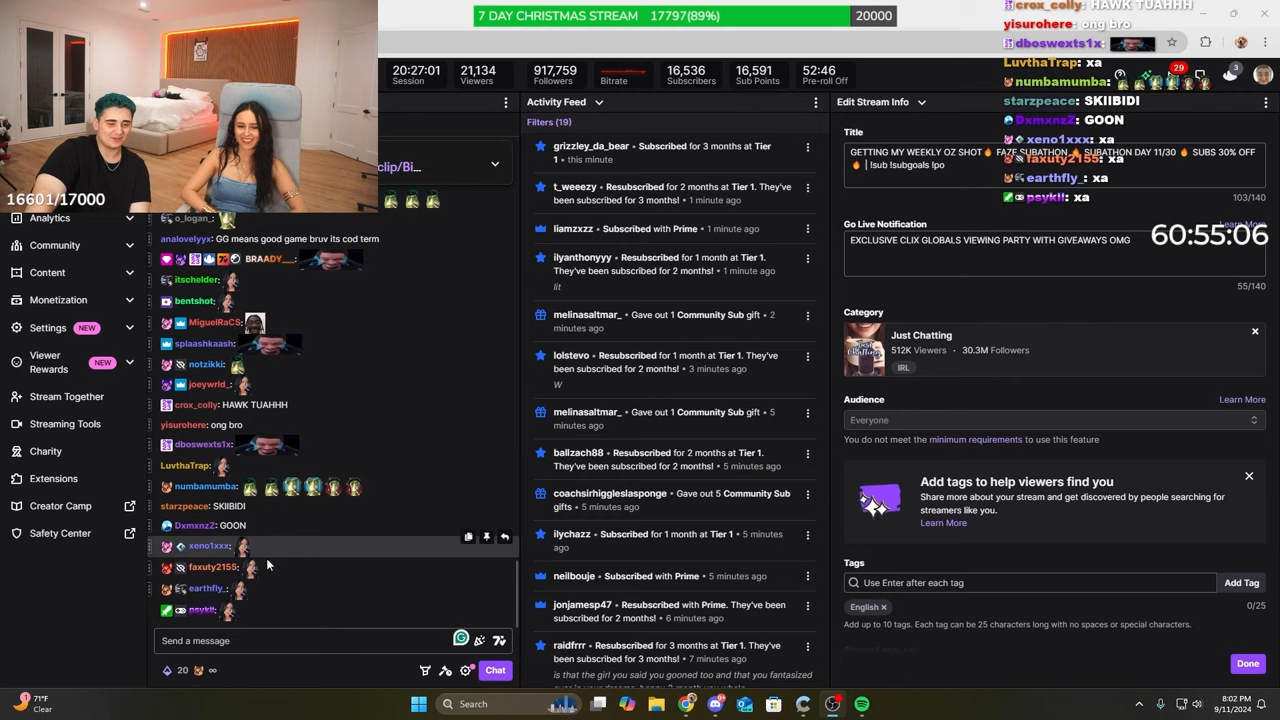 7 DAY CHRISTMAS STREAM 17797(89%)
20000
16601/17000
20:27:01
Session
21,134
Viewers
917,759
Followers
Bitrate
16,536
Subscribers
16,591
Sub Points
52:46
Pre-roll Off
29
3
crox_colly: HAWK TUAHHH
yisurohere: ong bro
dboswexts1x:
LuvthaTrap: xa
numbamumba:
starzpeace: SKIIBIDI
DxmxnzZ: GOON
xeno1xxx: xa
faxuty2155: xa
earthfly_: xa
psykll: xa
Analytics
Community
Content
Monetization
Settings NEW
Viewer Rewards NEW
Stream Together
Streaming Tools
Charity
Extensions
Creator Camp
Safety Center
clip/Bi...
o_logan_:
analovelyyx: GG means good game bruv its cod term
BRAADY___:
itschelder:
bentshot:
MiguelRaCS:
splaashkaash:
notzikki:
joeywrld_:
crox_colly: HAWK TUAHHH
yisurohere: ong bro
dboswexts1x:
LuvthaTrap:
numbamumba:
starzpeace: SKIIBIDI
DxmxnzZ: GOON
xeno1xxx:
faxuty2155:
earthfly_:
psykll:
Send a message
20
∞
Chat
Activity Feed
Filters (19)
grizzley_da_bear • Subscribed for 3 months at Tier
1 • this minute
t_weeezy • Resubscribed for 2 months at Tier 1. They've
been subscribed for 3 months! • 1 minute ago
liamzxzz • Subscribed with Prime • 1 minute ago
ilyanthonyyy • Resubscribed for 1 month at Tier 1.
They've been subscribed for 2 months! • 1 minute ago
lit
melinasaltmar_ • Gave out 1 Community Sub gift • 2
minutes ago
lolstevo • Resubscribed for 1 month at Tier 1. They've
been subscribed for 2 months! • 3 minutes ago
W
melinasaltmar_ • Gave out 1 Community Sub gift • 5
minutes ago
ballzach88 • Resubscribed for 2 months at Tier 1.
They've been subscribed for 2 months! • 5 minutes ago
coachsirhiggleslasponge • Gave out 5 Community Sub
gifts • 5 minutes ago
ilychazz • Subscribed for 1 month at Tier 1 • 5 minutes
ago
neilbouje • Subscribed with Prime • 5 minutes ago
jonjamesp47 • Resubscribed with Prime. They've been
subscribed for 2 months! • 6 minutes ago
raidfrrr • Resubscribed for 3 months at Tier 1. They've
been subscribed for 3 months! • 7 minutes ago
is that the girl you said you gooned too and that you fantasized
Edit Stream Info
Title
GETTING MY WEEKLY OZ SHOT🔥 FAZE SUBATHON🔥 SUBATHON DAY 11/30 🔥 SUBS 30% OFF
🔥 | !sub !subgoals !po
103/140
Go Live Notification
Learn More
EXCLUSIVE CLIX GLOBALS VIEWING PARTY WITH GIVEAWAYS OMG
60:55:06
55/140
Category
Just Chatting
512K Viewers · 30.3M Followers
IRL
Audience
Learn More
Everyone
You do not meet the minimum requirements to use this feature
Add tags to help viewers find you
Share more about your stream and get discovered by people searching for
streamers like you.
Learn More
Tags
Use Enter after each tag
Add Tag
English ×
0/25
Add up to 10 tags. Each tag can be 25 characters long with no spaces or special characters.
Done
71°F
Clear
Search
8:02 PM
9/11/2024